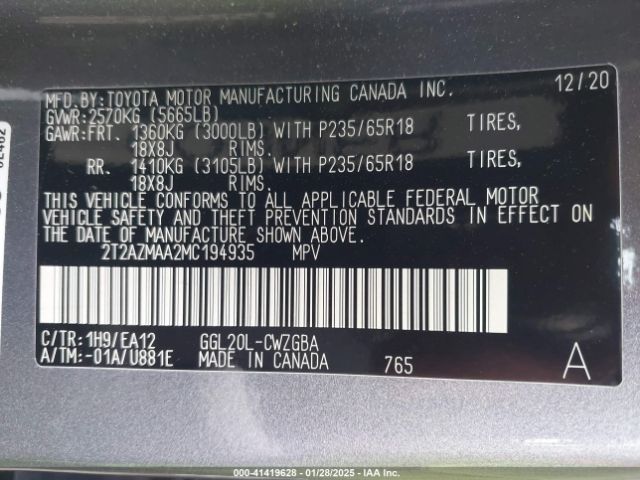 MFD.BY:TOYOTA MOTOR MANUFACTURING CANADA INC. 12/20
GVWR:2570KG (5665LB)
GAWR:FRT. 1360KG (3000LB) WITH P235/65R18 TIRES,
18X8J RIMS.
RR. 1410KG (3105LB) WITH P235/65R18 TIRES,
18X8J RIMS.
THIS VEHICLE CONFORMS TO ALL APPLICABLE FEDERAL MOTOR
VEHICLE SAFETY AND THEFT PREVENTION STANDARDS IN EFFECT ON
THE DATE OF MANUFACTURE SHOWN ABOVE.
2T2AZMAA2MC194935 MPV
C/TR:1H9/EA12 GGL20L-CWZGBA
A/TM:-01A/U881E MADE IN CANADA 765 A
000-41419628 - 01/28/2025 - IAA Inc.